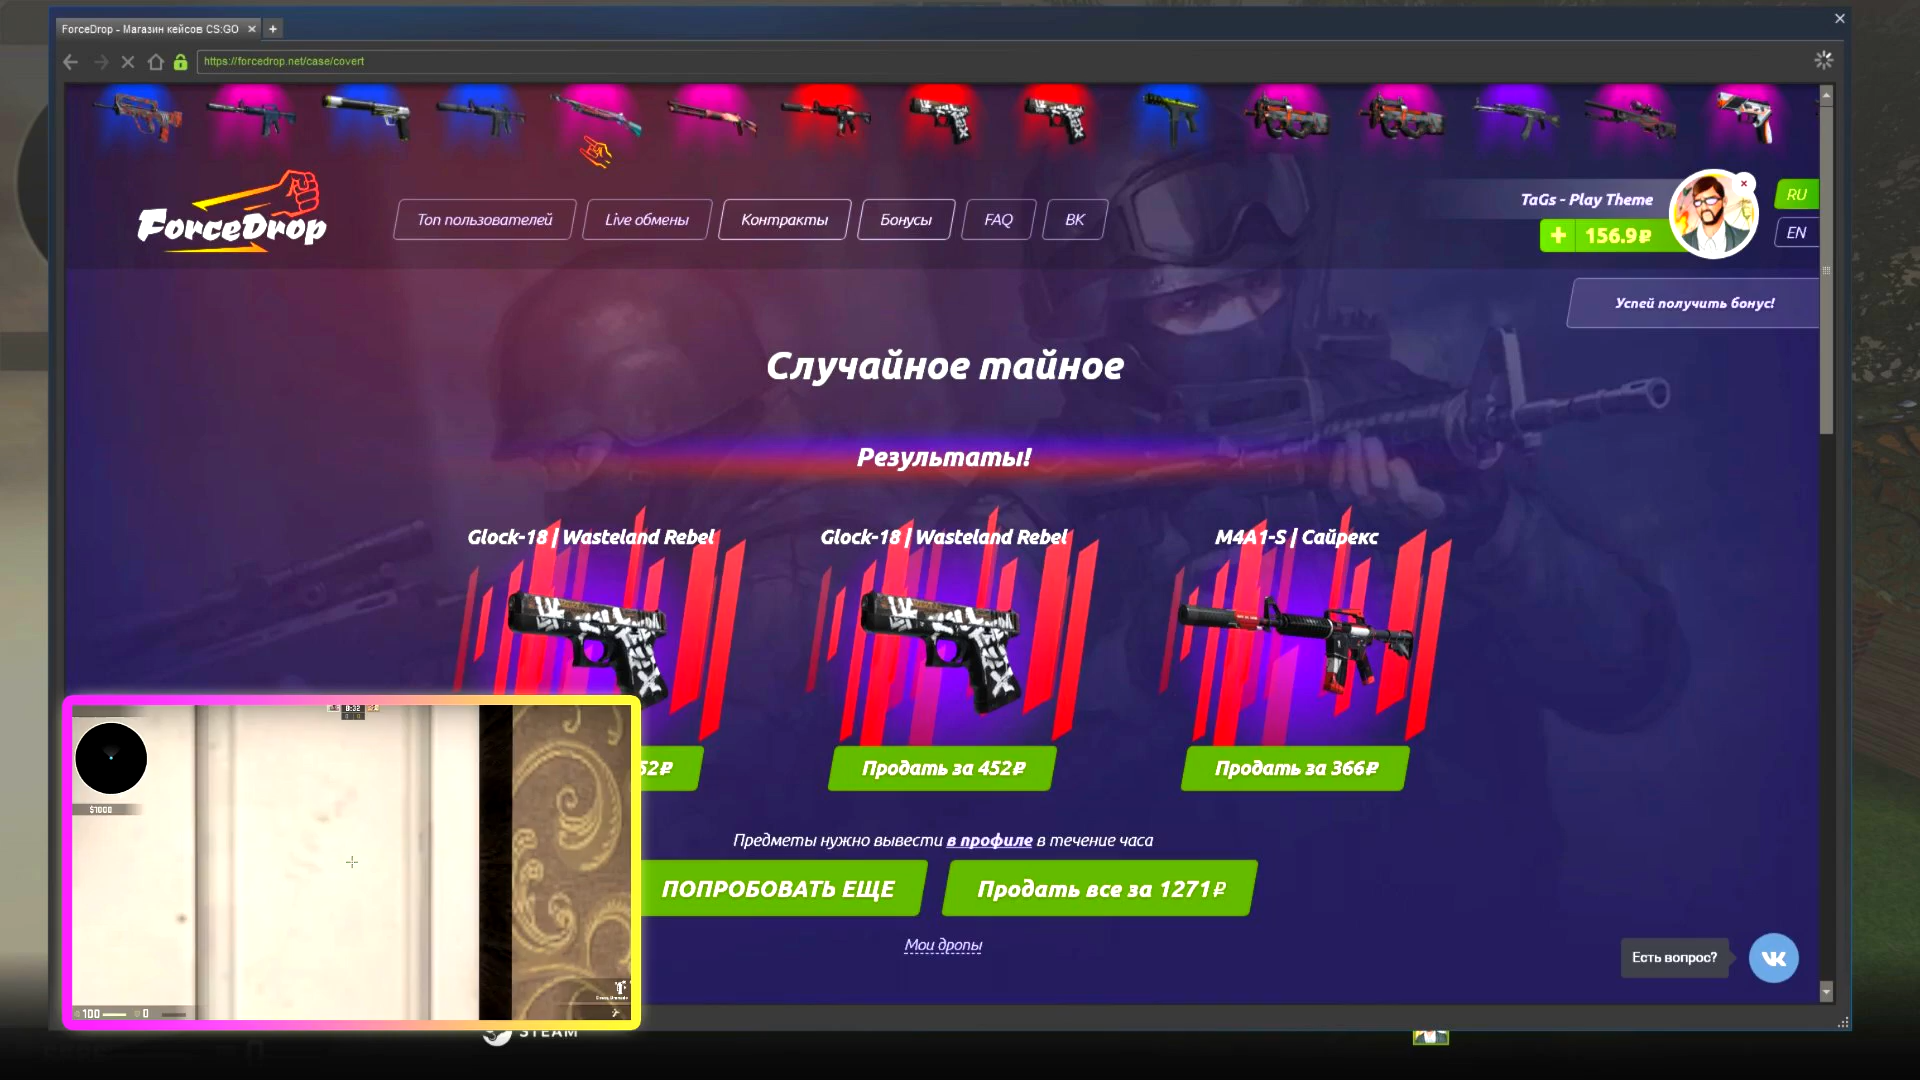 ForceDrop - Магазин кейсов CS:GO
https://forcedrop.net/case/covert
ForceDrop
Топ пользователей
Live обмены
Контракты
Бонусы
FAQ
ВК
TaGs - Play Theme
156.9₽
RU
EN
Успей получить бонус!
Случайное тайное
Результаты!
Glock-18 | Wasteland Rebel
Glock-18 | Wasteland Rebel
M4A1-S | Сайрекс
52₽
Продать за 452₽
Продать за 366₽
Предметы нужно вывести в профиле в течение часа
ПОПРОБОВАТЬ ЕЩЕ
Продать все за 1271₽
Мои дропы
Есть вопрос?
8:32
$1000
100
0
STEAM